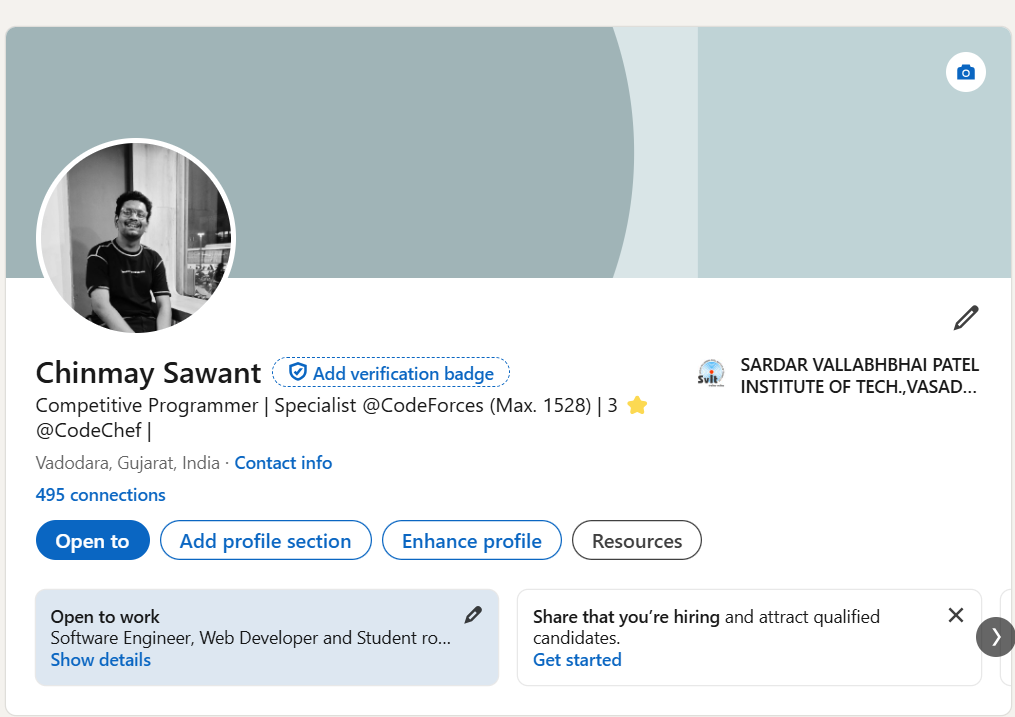 Chinmay Sawant
Add verification badge
Competitive Programmer | Specialist @CodeForces (Max. 1528) | 3 ⭐
@CodeChef |
Vadodara, Gujarat, India · Contact info
495 connections
SVIT
SARDAR VALLABHBHAI PATEL
INSTITUTE OF TECH.,VASAD...
Open to
Add profile section
Enhance profile
Resources
Open to work
Software Engineer, Web Developer and Student ro...
Show details
Share that you're hiring and attract qualified
candidates.
Get started